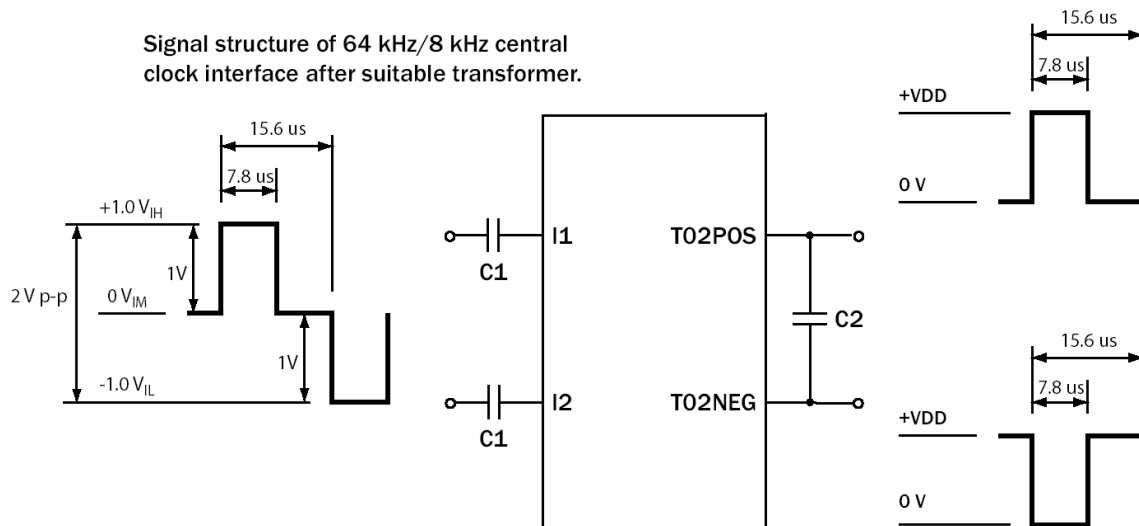 Signal structure of 64 kHz/8 kHz central
clock interface after suitable transformer.
15.6 us
7.8 us
+1.0 VIH
1V
2 V p-p
0 VIM
1V
-1.0 VIL
C1
I1
C1
I2
T02POS
C2
T02NEG
15.6 us
7.8 us
+VDD
0 V
15.6 us
7.8 us
+VDD
0 V